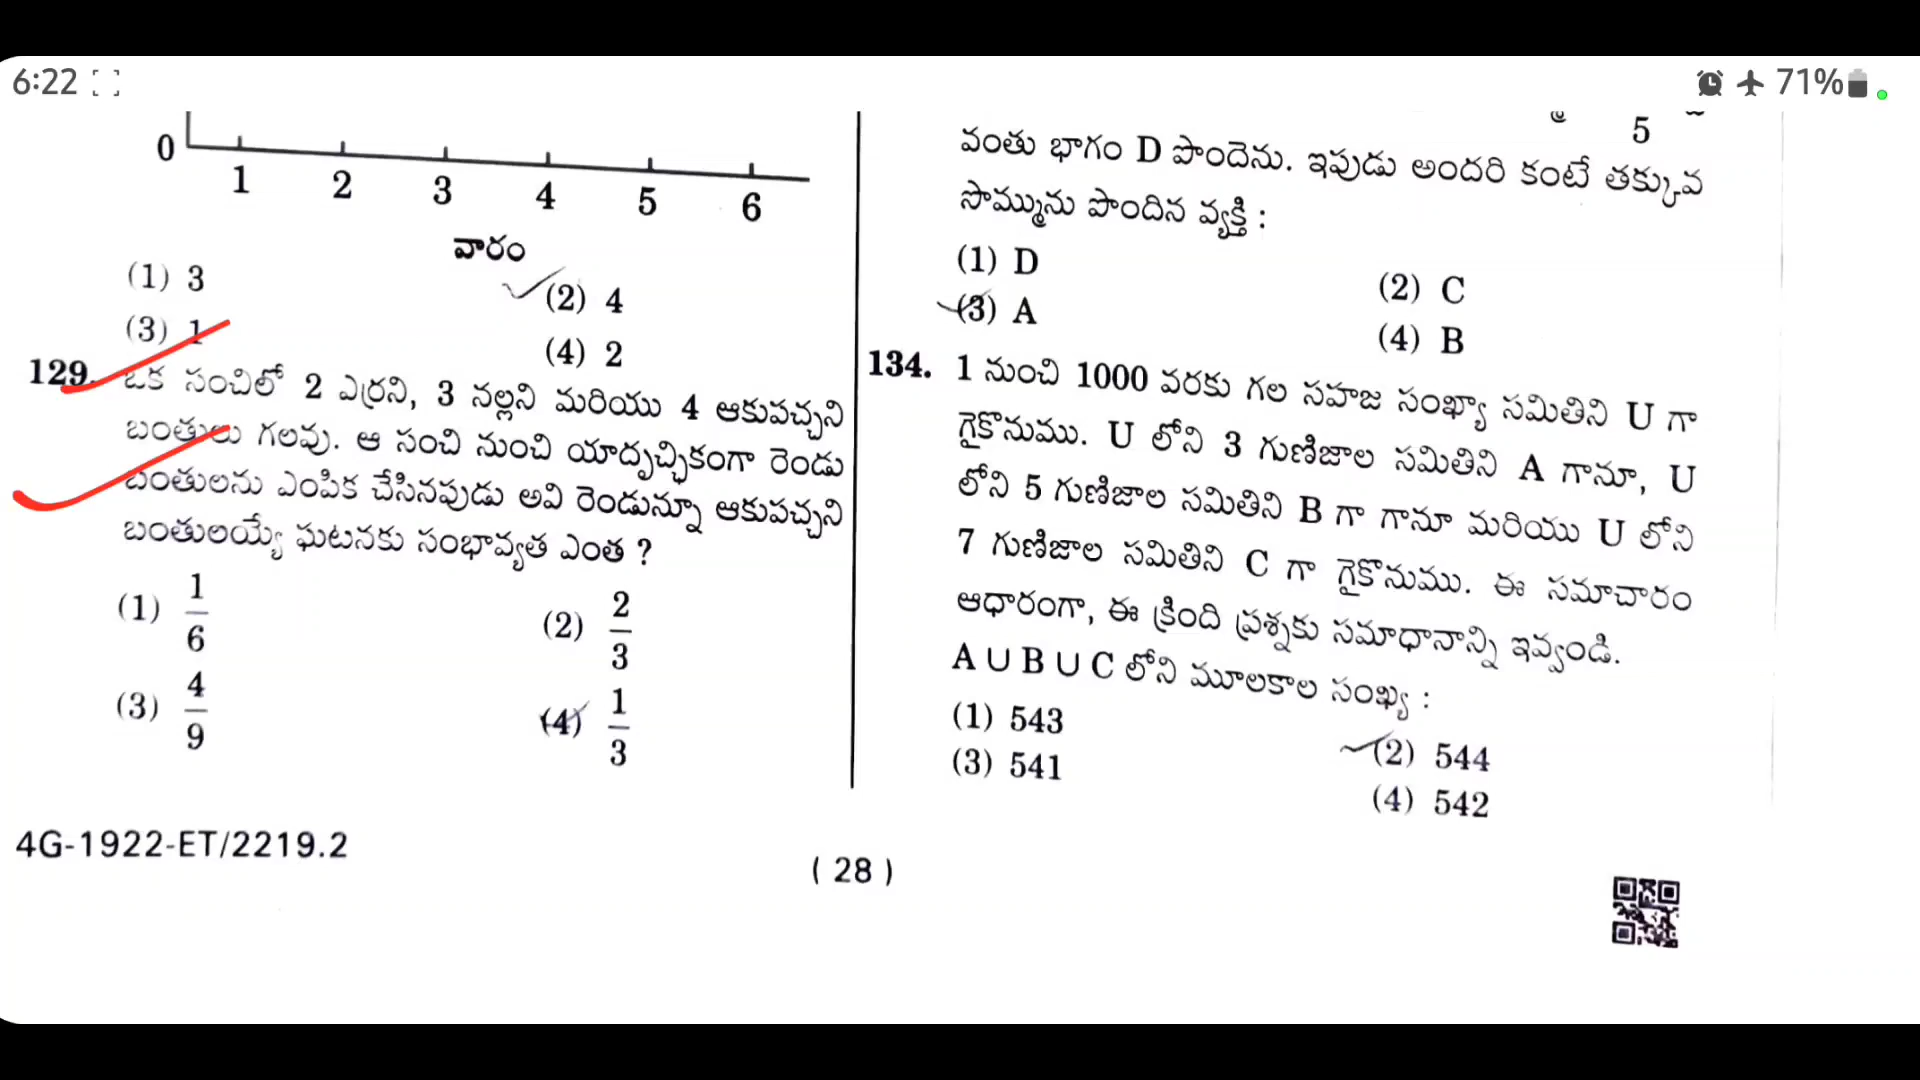 6:22
71%
0
1 2 3 4 5 6
వారం
(1) 3
(2) 4
(3) 1
(4) 2
129. ఒక సంచిలో 2 ఎర్రని, 3 నల్లని మరియు 4 ఆకుపచ్చని
బంతులు గలవు. ఆ సంచి నుంచి యాదృచ్ఛికంగా రెండు
బంతులను ఎంపిక చేసినపుడు అవి రెండున్నూ ఆకుపచ్చని
బంతులయ్యే ఘటనకు సంభావ్యత ఎంత ?
(1) 1/6
(2) 2/3
(3) 4/9
(4) 1/3
4G-1922-ET/2219.2
5
వంతు భాగం D పొందెను. ఇపుడు అందరి కంటే తక్కువ
సొమ్మును పొందిన వ్యక్తి :
(1) D
(2) C
(3) A
(4) B
134. 1 నుంచి 1000 వరకు గల సహజ సంఖ్యా సమితిని U గా
గైకొనుము. U లోని 3 గుణిజాల సమితిని A గానూ, U
లోని 5 గుణిజాల సమితిని B గా గానూ మరియు U లోని
7 గుణిజాల సమితిని C గా గైకొనుము. ఈ సమాచారం
ఆధారంగా, ఈ క్రింది ప్రశ్నకు సమాధానాన్ని ఇవ్వండి.
A ∪ B ∪ C లోని మూలకాల సంఖ్య :
(1) 543
(2) 544
(3) 541
(4) 542
( 28 )